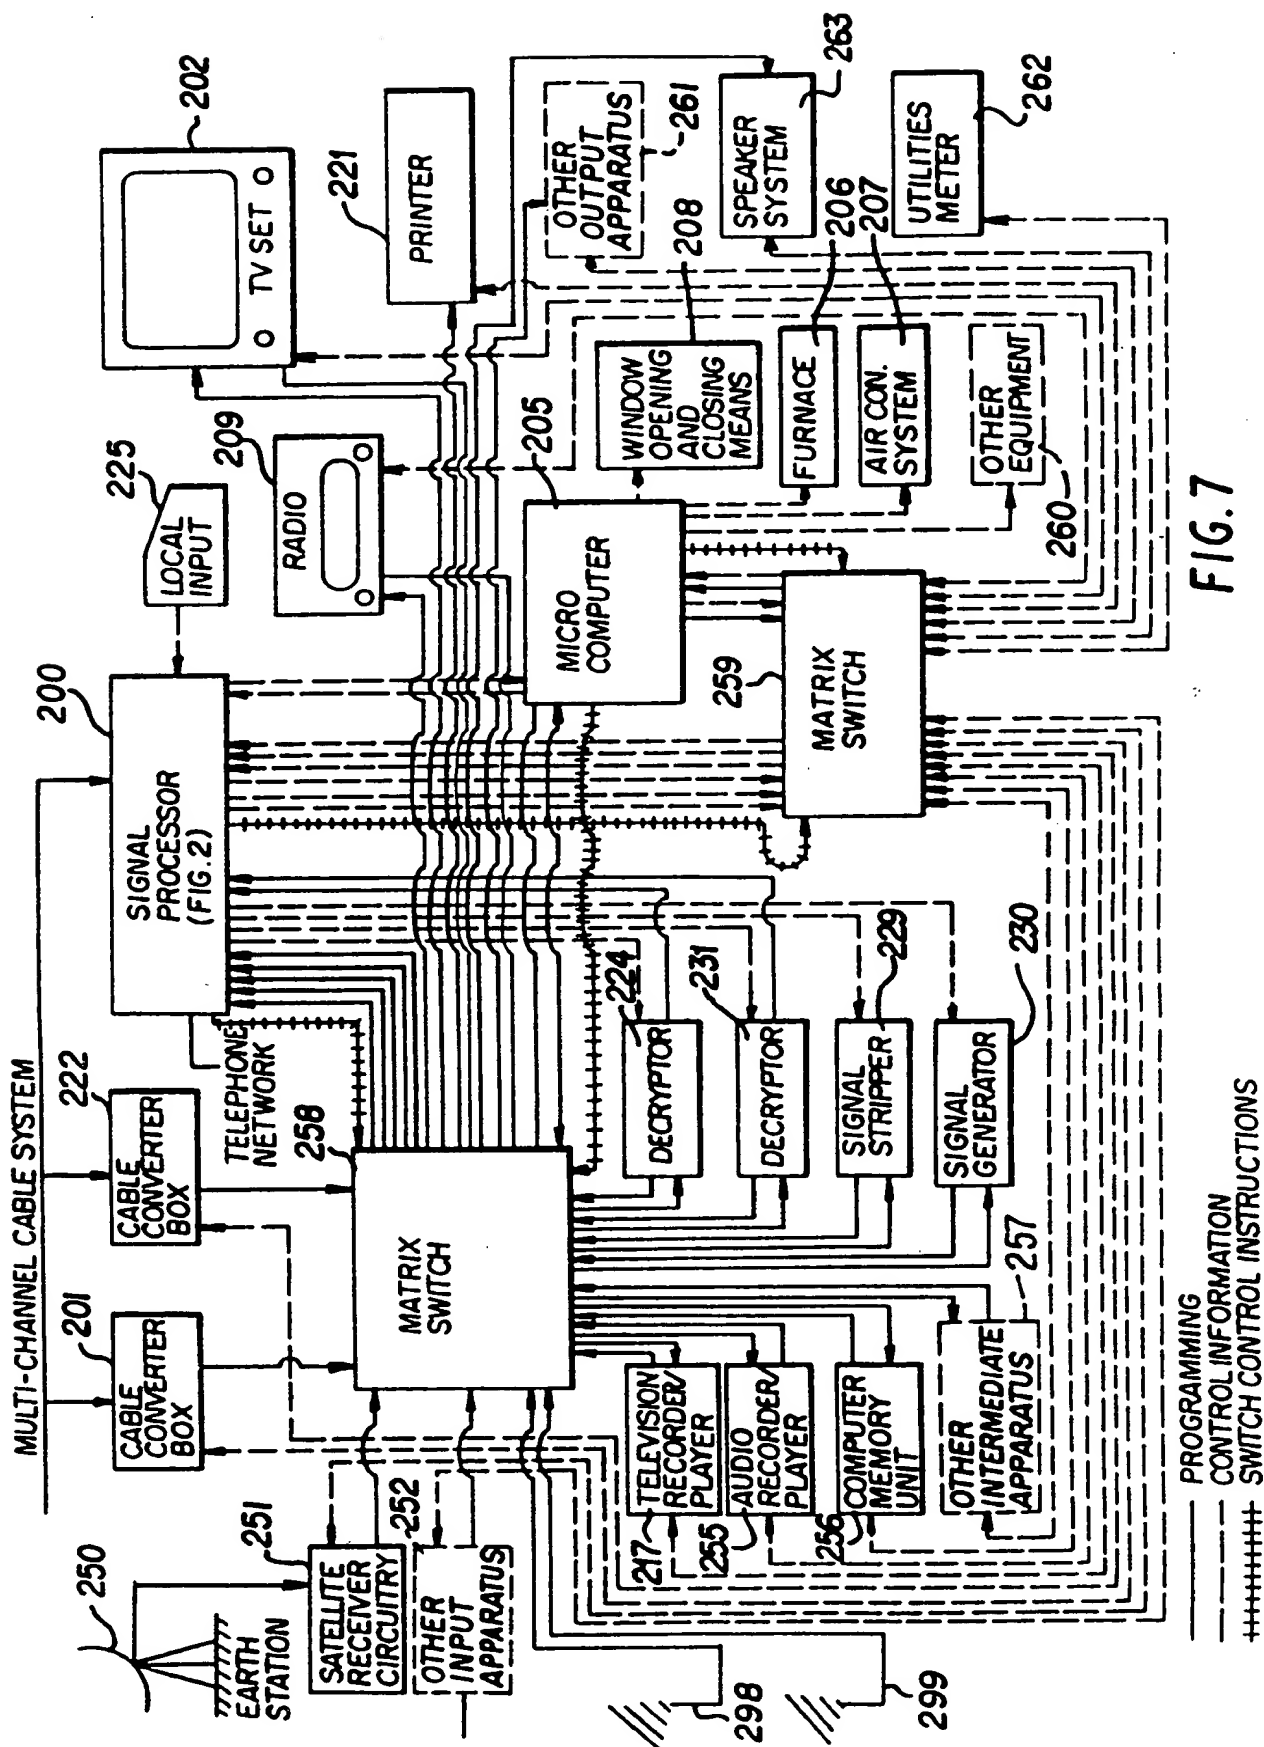 MULTI-CHANNEL CABLE SYSTEM
250
EARTH
STATION
251
SATELLITE
RECEIVER
CIRCUITRY
252
OTHER
INPUT
APPARATUS
298
299
201
CABLE
CONVERTER
BOX
222
CABLE
CONVERTER
BOX
TELEPHONE
NETWORK
258
MATRIX
SWITCH
200
SIGNAL
PROCESSOR
(FIG. 2)
225
LOCAL
INPUT
209
RADIO
202
TV SET
221
PRINTER
OTHER
OUTPUT
APPARATUS
261
SPEAKER
SYSTEM
263
UTILITIES
METER
262
205
MICRO
COMPUTER
208
WINDOW
OPENING
AND
CLOSING
MEANS
206
FURNACE
207
AIR CON.
SYSTEM
OTHER
EQUIPMENT
260
259
MATRIX
SWITCH
224
DECRYPTOR
231
DECRYPTOR
229
SIGNAL
STRIPPER
230
SIGNAL
GENERATOR
217
TELEVISION
RECORDER/
PLAYER
255
AUDIO
RECORDER/
PLAYER
256
COMPUTER
MEMORY
UNIT
257
OTHER
INTERMEDIATE
APPARATUS
PROGRAMMING
CONTROL INFORMATION
SWITCH CONTROL INSTRUCTIONS
FIG. 7